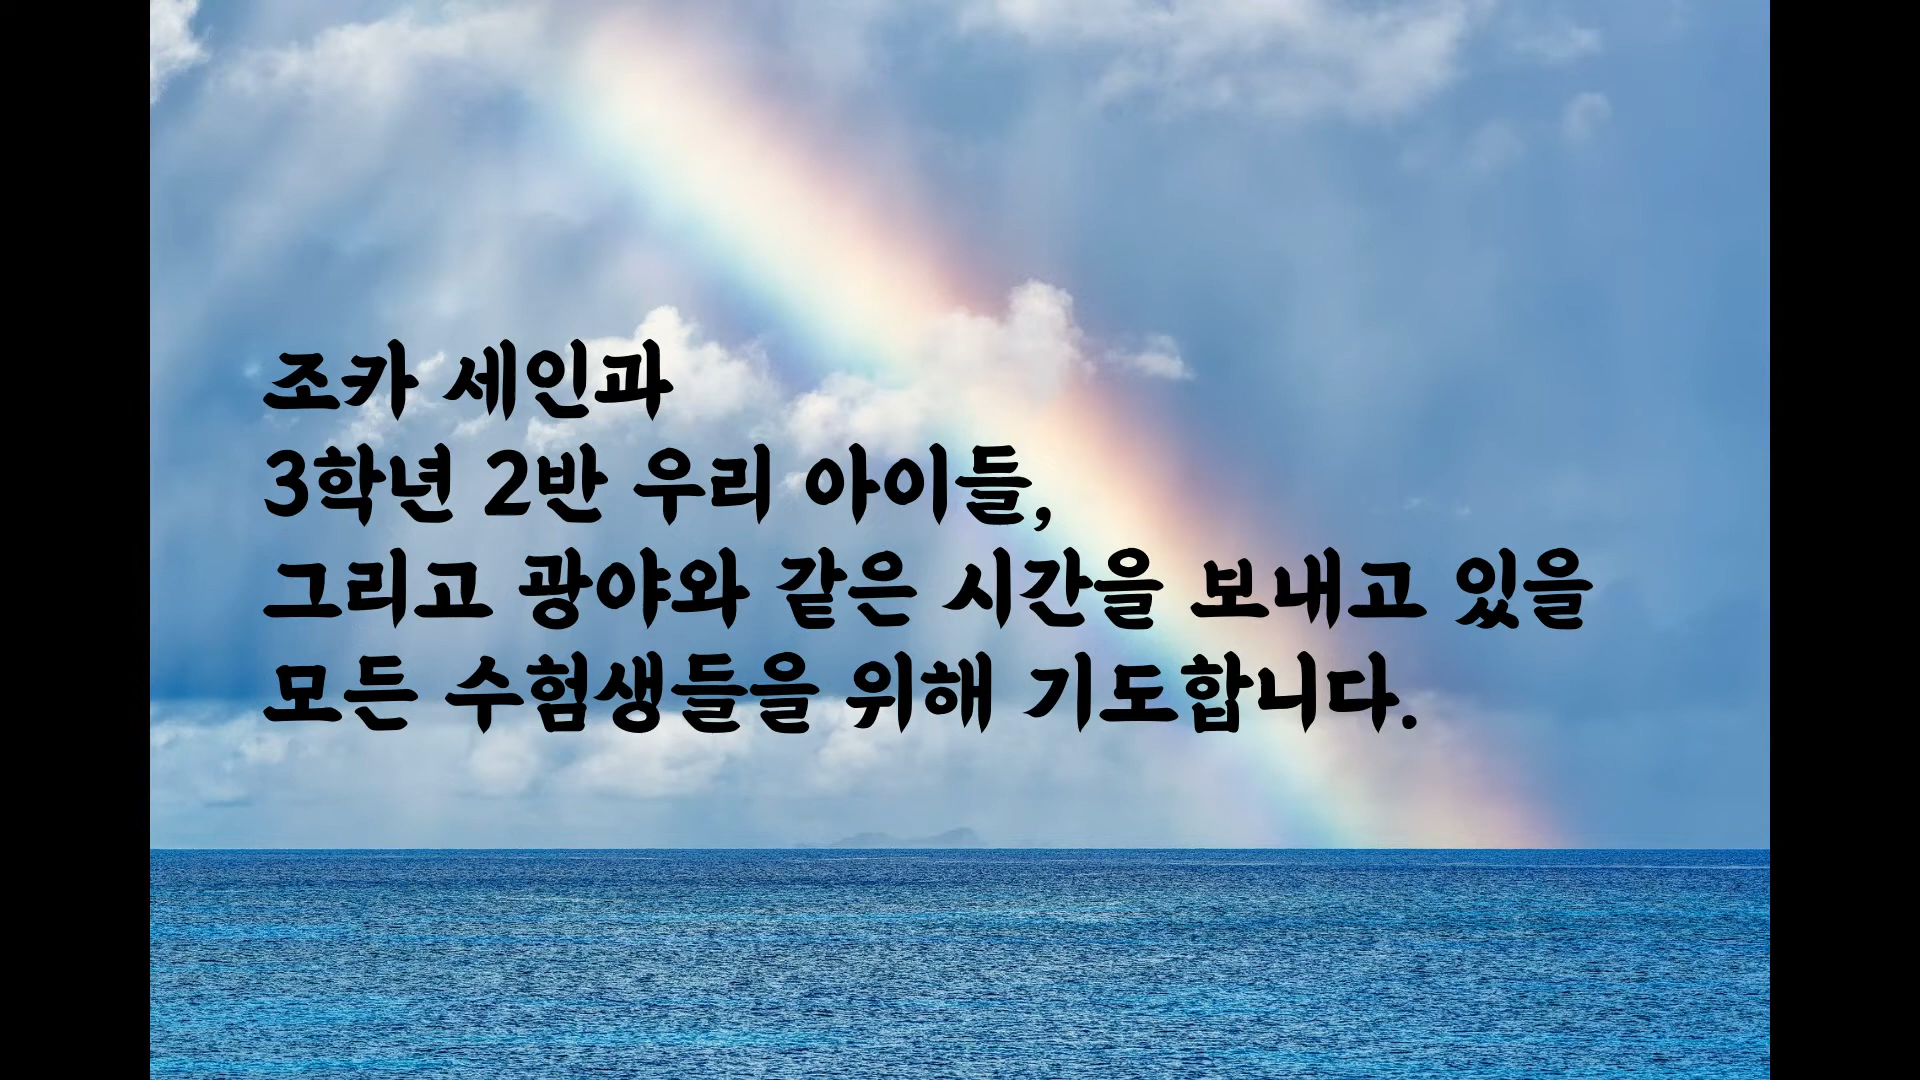 조카 세인과
3학년 2반 우리 아이들,
그리고 광야와 같은 시간을 보내고 있을
모든 수험생들을 위해 기도합니다.